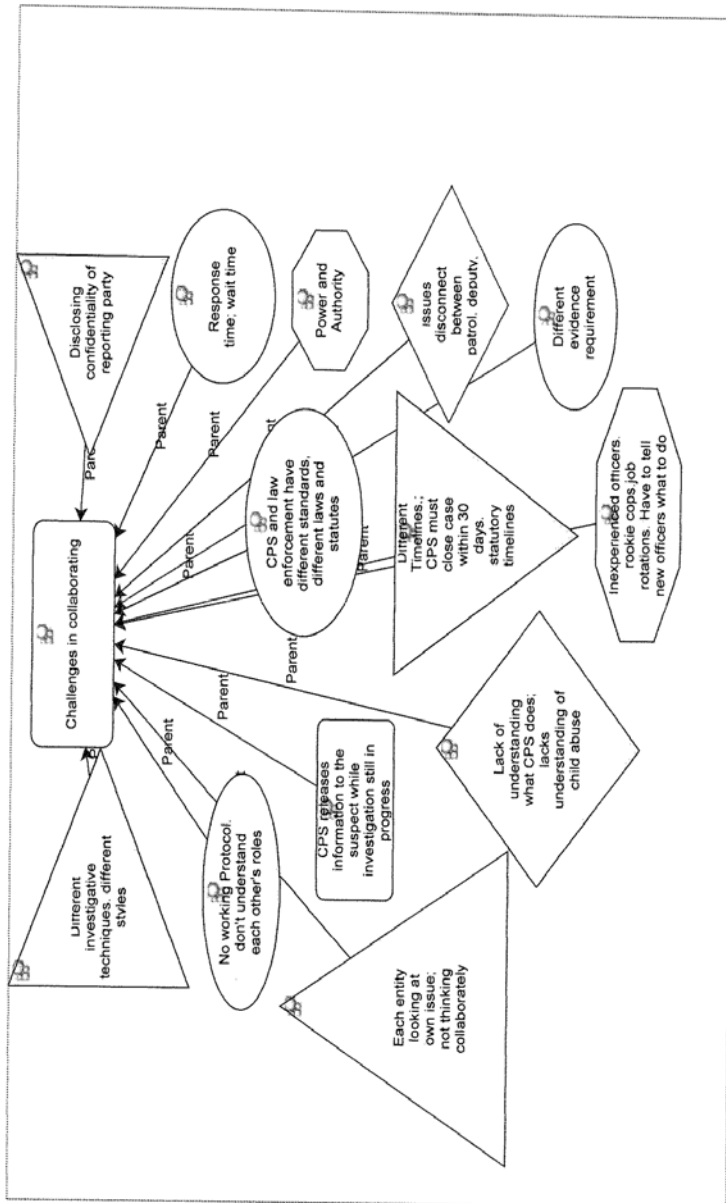 Different
investigative
techniques. different
styles
Challenges in collaborating
Disclosing
confidentiality of
reporting party
Parent
Parent
Parent
Parent
Parent
Parent
Parent
Parent
Response
time; wait time
No working Protocol.
don't understand
each other's roles
CPS and law
enforcement have
different standards,
different laws and
statutes
Power and
Authority
CPS releases
information to the
suspect while
investigation still in
progress
Each entity
looking at
own issue;
not thinking
collaborately
Different
Timelines.;
CPS must
close case
within 30
days.
statutory
timelines
Issues
disconnect
between
patrol. deputy.
Lack of
understanding
what CPS does;
lacks
understanding of
child abuse
Different
evidence
requirement
Inexperienced officers.
rookie cops.job
rotations. Have to tell
new officers what to do